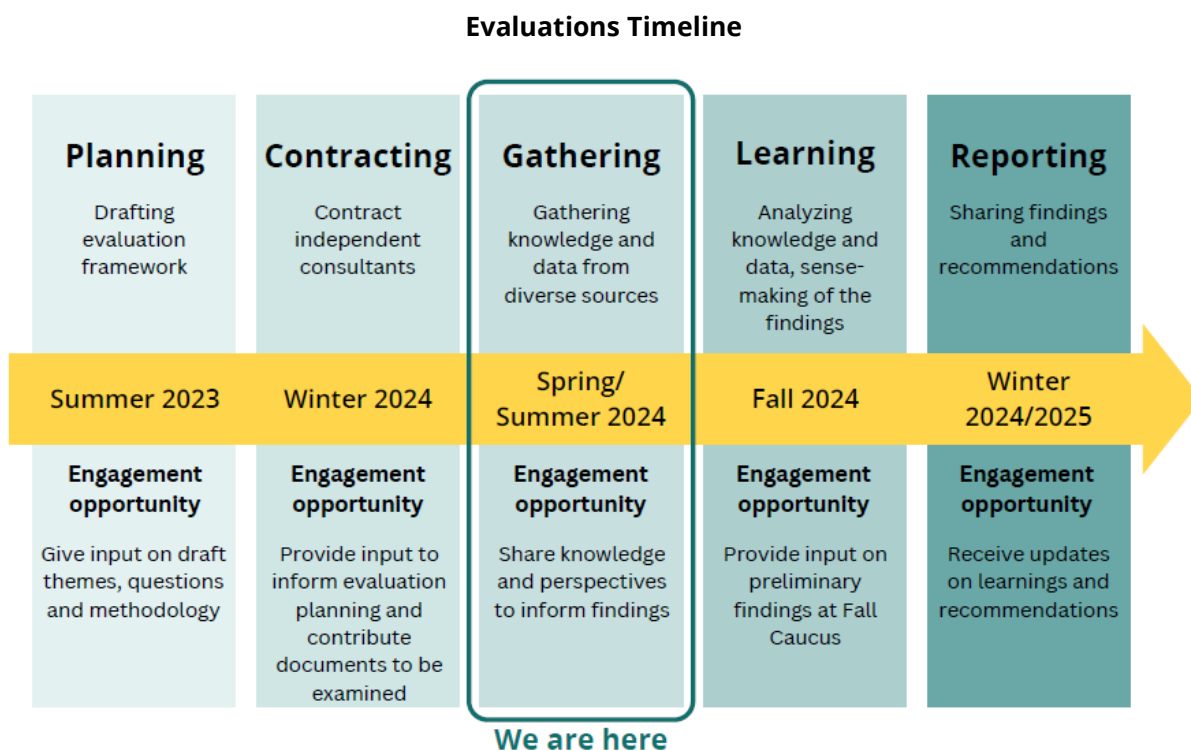 Evaluations Timeline
Planning
Drafting
evaluation
framework
Summer 2023
Engagement
opportunity
Give input on draft
themes, questions
and methodology
Contracting
Contract
independent
consultants
Winter 2024
Engagement
opportunity
Provide input to
inform evaluation
planning and
contribute
documents to be
examined
Gathering
Gathering
knowledge and
data from
diverse sources
Spring/
Summer 2024
Engagement
opportunity
Share knowledge
and perspectives
to inform findings
We are here
Learning
Analyzing
knowledge and
data, sense-
making of the
findings
Fall 2024
Engagement
opportunity
Provide input on
preliminary
findings at Fall
Caucus
Reporting
Sharing findings
and
recommendations
Winter
2024/2025
Engagement
opportunity
Receive updates
on learnings and
recommendations